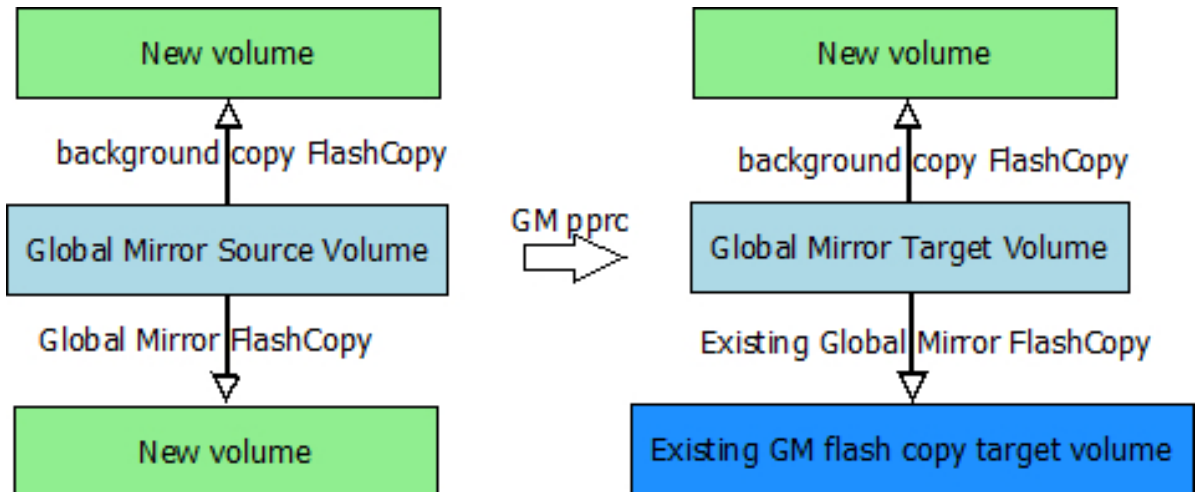 New volume
New volume
background copy FlashCopy
background copy FlashCopy
Global Mirror Source Volume
GM pprc
Global Mirror Target Volume
Global Mirror FlashCopy
Existing Global Mirror FlashCopy
New volume
Existing GM flash copy target volume